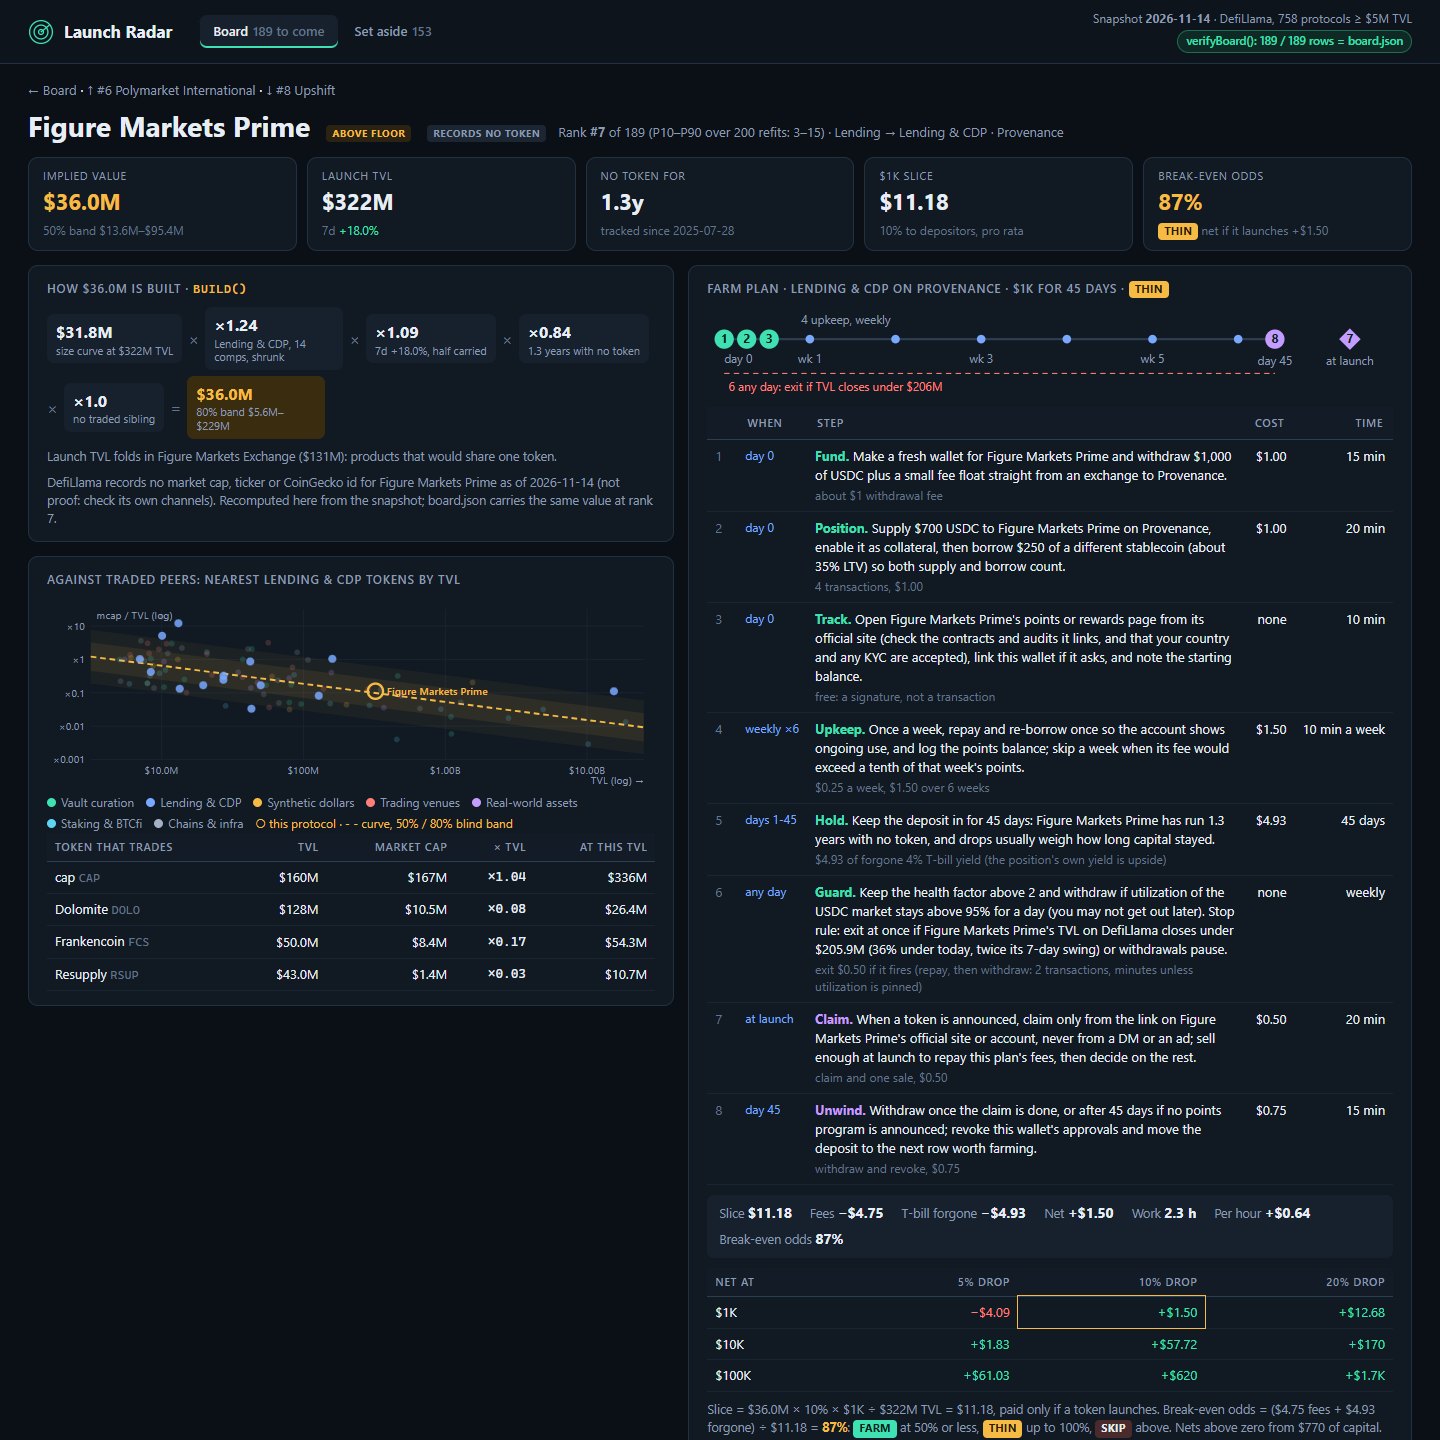 Launch Radar
Board 189 to come
Set aside 153
Snapshot 2026-11-14 · DefiLlama, 758 protocols ≥ $5M TVL
verifyBoard(): 189 / 189 rows = board.json
← Board · ↑ #6 Polymarket International · ↓ #8 Upshift
Figure Markets Prime ABOVE FLOOR RECORDS NO TOKEN Rank #7 of 189 (P10–P90 over 200 refits: 3–15) · Lending → Lending & CDP · Provenance
IMPLIED VALUE
$36.0M
50% band $13.6M–$95.4M
LAUNCH TVL
$322M
7d +18.0%
NO TOKEN FOR
1.3y
tracked since 2025-07-28
$1K SLICE
$11.18
10% to depositors, pro rata
BREAK-EVEN ODDS
87%
THIN net if it launches +$1.50
HOW $36.0M IS BUILT · BUILD()
$31.8M
size curve at $322M TVL
×
×1.24
Lending & CDP, 14
comps, shrunk
×
×1.09
7d +18.0%, half carried
×
×0.84
1.3 years with no token
×
×1.0
no traded sibling
=
$36.0M
80% band $5.6M–
$229M
Launch TVL folds in Figure Markets Exchange ($131M): products that would share one token.
DefiLlama records no market cap, ticker or CoinGecko id for Figure Markets Prime as of 2026-11-14 (not
proof: check its own channels). Recomputed here from the snapshot; board.json carries the same value at rank
7.
AGAINST TRADED PEERS: NEAREST LENDING & CDP TOKENS BY TVL
mcap / TVL (log)
×10
×1
×0.1
×0.01
×0.001
Figure Markets Prime
$10.0M $100M $1.00B $10.00B
TVL (log) →
Vault curation Lending & CDP Synthetic dollars Trading venues Real-world assets
Staking & BTCfi Chains & infra this protocol · - - curve, 50% / 80% blind band
TOKEN THAT TRADES TVL MARKET CAP × TVL AT THIS TVL
cap CAP $160M $167M ×1.04 $336M
Dolomite DOLO $128M $10.5M ×0.08 $26.4M
Frankencoin FCS $50.0M $8.4M ×0.17 $54.3M
Resupply RSUP $43.0M $1.4M ×0.03 $10.7M
FARM PLAN · LENDING & CDP ON PROVENANCE · $1K FOR 45 DAYS · THIN
4 upkeep, weekly
1 2 3 8 7
day 0 wk 1 wk 3 wk 5 day 45 at launch
6 any day: exit if TVL closes under $206M
WHEN STEP COST TIME
1 day 0 Fund. Make a fresh wallet for Figure Markets Prime and withdraw $1,000 $1.00 15 min
of USDC plus a small fee float straight from an exchange to Provenance.
about $1 withdrawal fee
2 day 0 Position. Supply $700 USDC to Figure Markets Prime on Provenance, $1.00 20 min
enable it as collateral, then borrow $250 of a different stablecoin (about
35% LTV) so both supply and borrow count.
4 transactions, $1.00
3 day 0 Track. Open Figure Markets Prime's points or rewards page from its none 10 min
official site (check the contracts and audits it links, and that your country
and any KYC are accepted), link this wallet if it asks, and note the starting
balance.
free: a signature, not a transaction
4 weekly ×6 Upkeep. Once a week, repay and re-borrow once so the account shows $1.50 10 min a week
ongoing use, and log the points balance; skip a week when its fee would
exceed a tenth of that week's points.
$0.25 a week, $1.50 over 6 weeks
5 days 1-45 Hold. Keep the deposit in for 45 days: Figure Markets Prime has run 1.3 $4.93 45 days
years with no token, and drops usually weigh how long capital stayed.
$4.93 of forgone 4% T-bill yield (the position's own yield is upside)
6 any day Guard. Keep the health factor above 2 and withdraw if utilization of the none weekly
USDC market stays above 95% for a day (you may not get out later). Stop
rule: exit at once if Figure Markets Prime's TVL on DefiLlama closes under
$205.9M (36% under today, twice its 7-day swing) or withdrawals pause.
exit $0.50 if it fires (repay, then withdraw: 2 transactions, minutes unless
utilization is pinned)
7 at launch Claim. When a token is announced, claim only from the link on Figure $0.50 20 min
Markets Prime's official site or account, never from a DM or an ad; sell
enough at launch to repay this plan's fees, then decide on the rest.
claim and one sale, $0.50
8 day 45 Unwind. Withdraw once the claim is done, or after 45 days if no points $0.75 15 min
program is announced; revoke this wallet's approvals and move the
deposit to the next row worth farming.
withdraw and revoke, $0.75
Slice $11.18 Fees −$4.75 T-bill forgone −$4.93 Net +$1.50 Work 2.3 h Per hour +$0.64
Break-even odds 87%
NET AT 5% DROP 10% DROP 20% DROP
$1K −$4.09 +$1.50 +$12.68
$10K +$1.83 +$57.72 +$170
$100K +$61.03 +$620 +$1.7K
Slice = $36.0M × 10% × $1K ÷ $322M TVL = $11.18, paid only if a token launches. Break-even odds = ($4.75 fees + $4.93
forgone) ÷ $11.18 = 87%: FARM at 50% or less, THIN up to 100%, SKIP above. Nets above zero from $770 of capital.